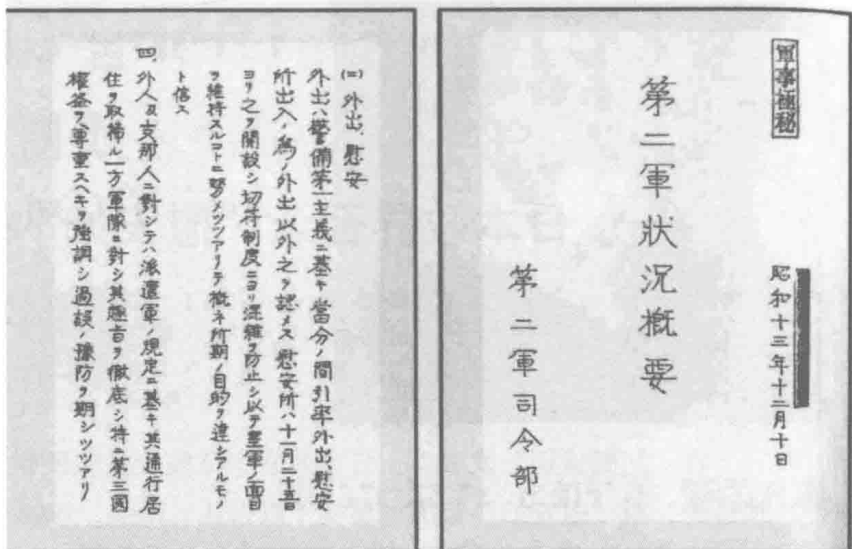 軍事極秘
昭和十三年十二月十日
第二軍狀況概要
第二軍司令部
(二)外出、慰安
外出ハ警備第一主義ニ基キ當分ノ間引率外出、慰安
所出入ノ爲ノ外出以外之ヲ認メス慰安所ハ十一月二十五日
ヨリ之ヲ開設シ切符制度ニヨリ混雜ヲ防止シ以テ皇軍ノ面目
ヲ維持スルコトニ努メツツアリテ概ネ所期ノ目的ヲ達シアルモノ
ト信ス
四、外人及支那人ニ對シテハ派遣軍ノ規定ニ基キ其通行居
住ヲ取締ル一方軍隊ニ對シ其趣旨ヲ徹底シ特ニ第三國
權益ヲ尊重スヘキヲ強調シ過誤ノ豫防ヲ期シツツアリ